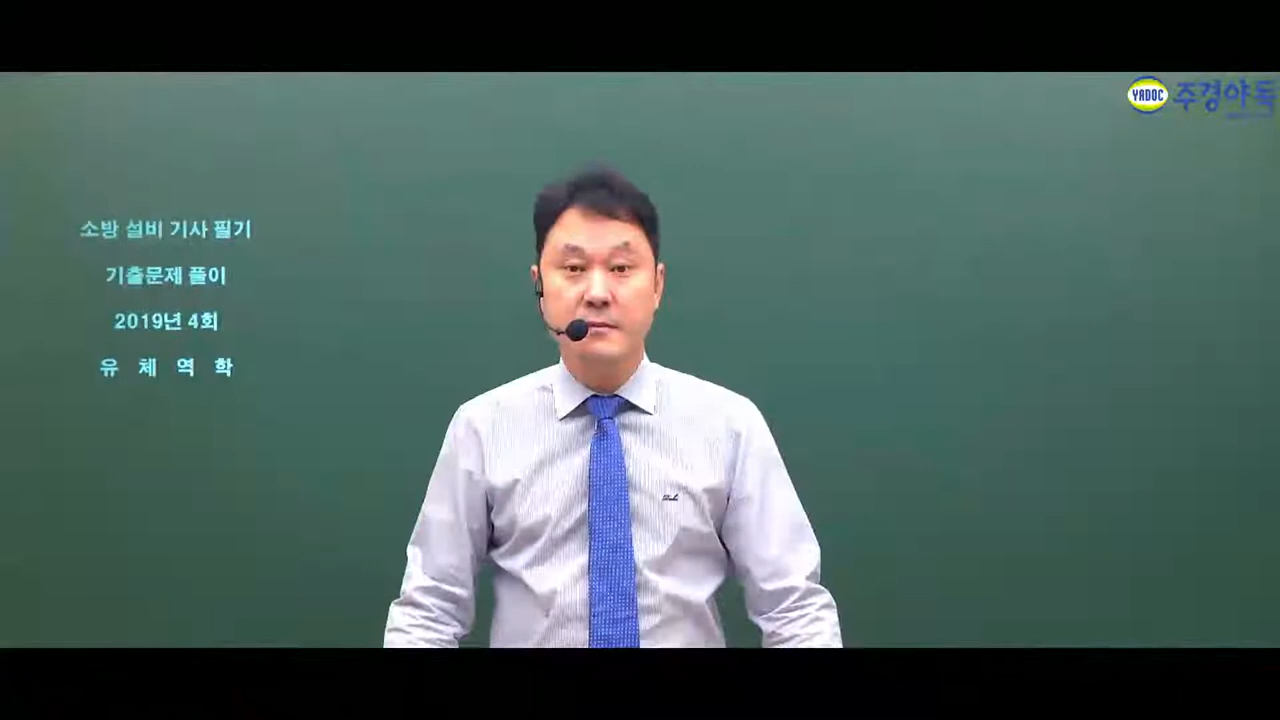 YADOC 주경야독
소방 설비 기사 필기
기출문제 풀이
2019년 4회
유 체 역 학